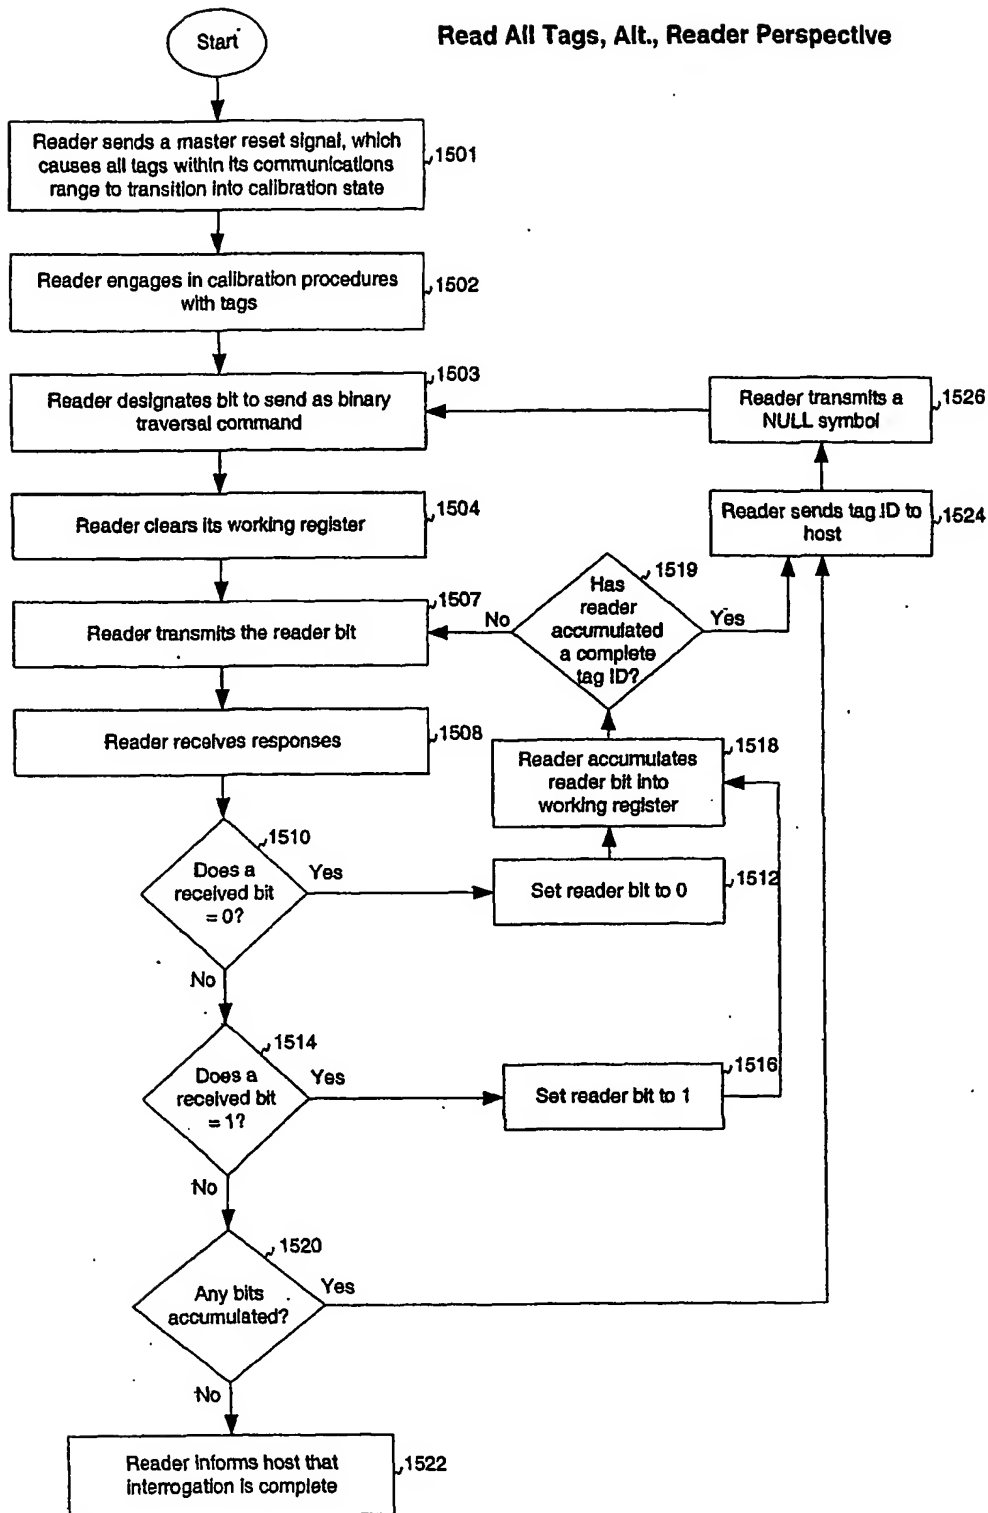 Start
Read All Tags, Alt., Reader Perspective
Reader sends a master reset signal, which
causes all tags within its communications
range to transition into calibration state
1501
Reader engages in calibration procedures
with tags
1502
1503
Reader designates bit to send as binary
traversal command
Reader transmits a
NULL symbol
1526
Reader clears its working register
1504
Reader sends tag ID to
host
1524
1507
Reader transmits the reader bit
No
Has
reader
accumulated
a complete
tag ID?
1519
Yes
Reader receives responses
1508
Reader accumulates
reader bit into
working register
1518
1510
Does a
received bit
= 0?
Yes
Set reader bit to 0
1512
No
1514
Does a
received bit
= 1?
Yes
Set reader bit to 1
1516
No
1520
Any bits
accumulated?
Yes
No
Reader informs host that
interrogation is complete
1522